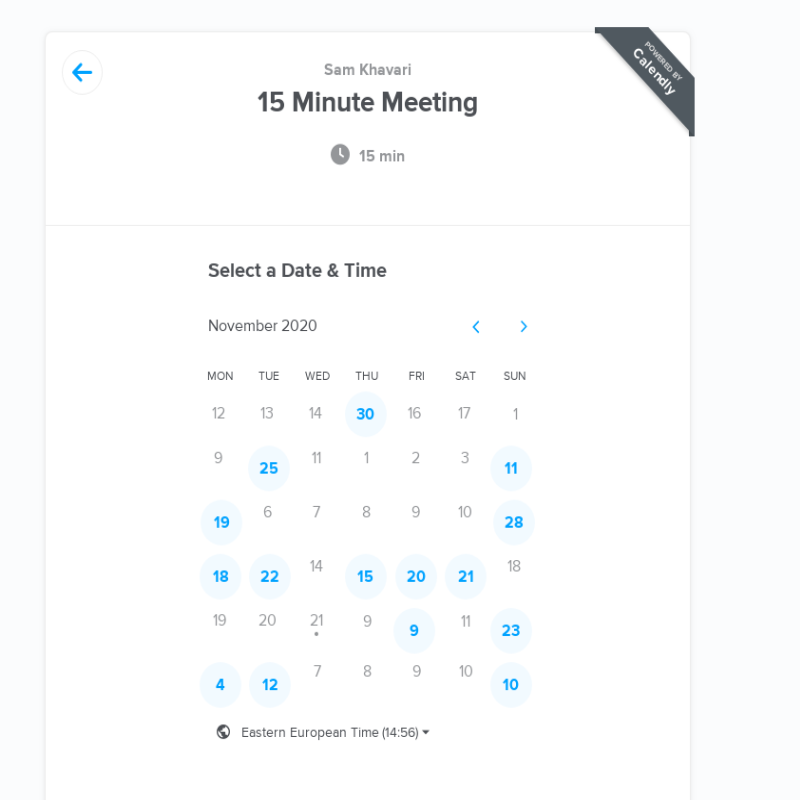 POWERED BY
Calendly
Sam Khavari
15 Minute Meeting
15 min
Select a Date & Time
November 2020
MON TUE WED THU FRI SAT SUN
12 13 14 30 16 17 1
9 25 11 1 2 3 11
19 6 7 8 9 10 28
18 22 14 15 20 21 18
19 20 21 9 9 11 23
4 12 7 8 9 10 10
Eastern European Time (14:56)